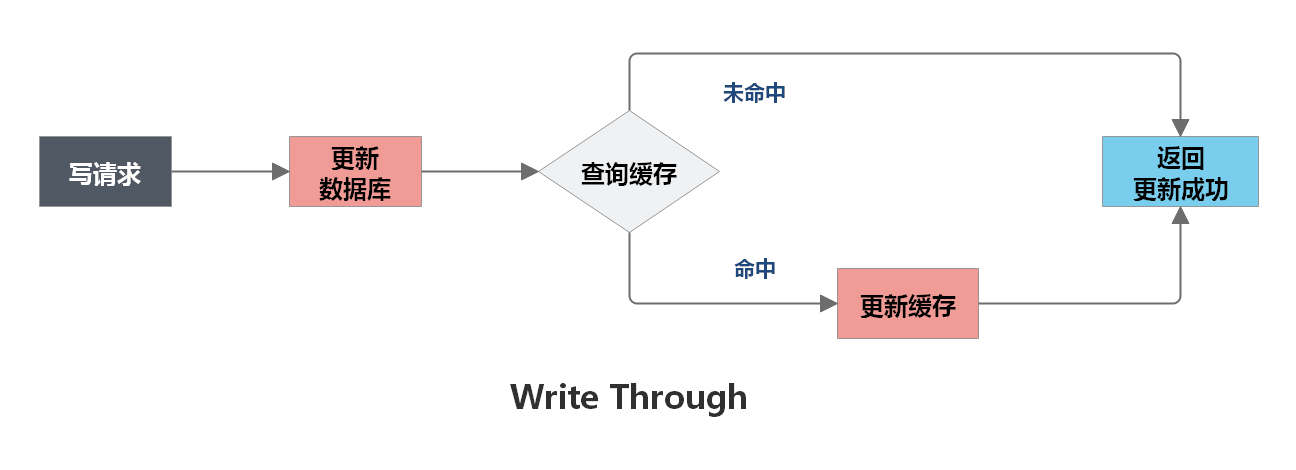 未命中
写请求
更新
数据库
查询缓存
返回
更新成功
命中
更新缓存
Write Through